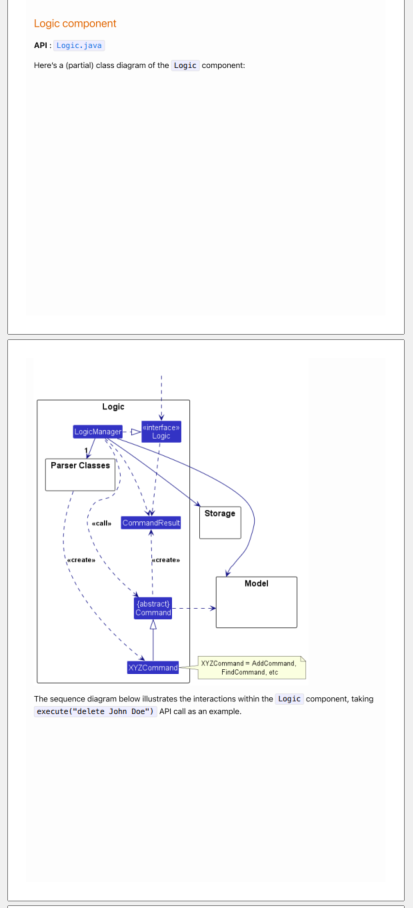 Logic component
API : Logic.java
Here's a (partial) class diagram of the Logic component:
Logic
LogicManager
«interface»
Logic
1
Parser Classes
Storage
«call»
CommandResult
«create»
«create»
Model
{abstract}
Command
XYZCommand
XYZCommand = AddCommand,
FindCommand, etc
The sequence diagram below illustrates the interactions within the Logic component, taking
execute("delete John Doe") API call as an example.